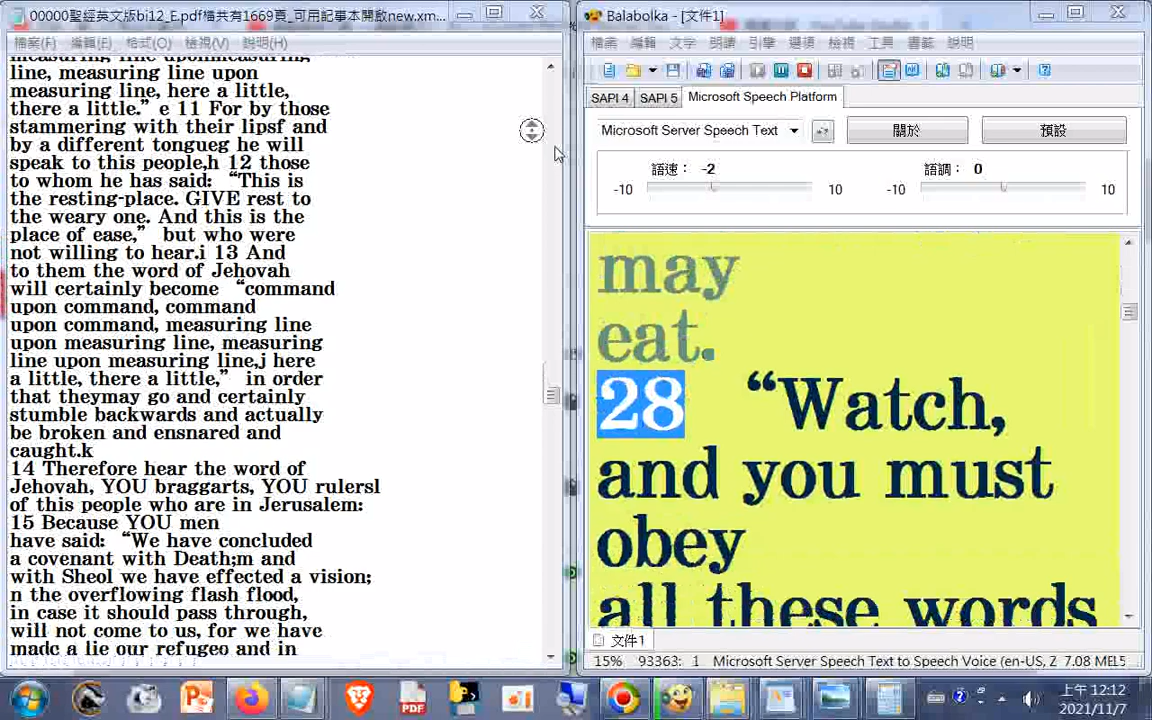 00000聖經英文版bi12_E.pdf檔共有1669頁_可用記事本開啟new.xm...
檔案(F) 編輯(E) 格式(O) 檢視(V) 說明(H)
measuring line uponmeasuring
line, measuring line upon
measuring line, here a little,
there a little.” e 11 For by those
stammering with their lipsf and
by a different tongueg he will
speak to this people,h 12 those
to whom he has said: “This is
the resting-place. GIVE rest to
the weary one. And this is the
place of ease,” but who were
not willing to hear.i 13 And
to them the word of Jehovah
will certainly become “command
upon command, command
upon command, measuring line
upon measuring line, measuring
line upon measuring line,j here
a little, there a little,” in order
that theymay go and certainly
stumble backwards and actually
be broken and ensnared and
caught.k
14 Therefore hear the word of
Jehovah, YOU braggarts, YOU rulersl
of this people who are in Jerusalem:
15 Because YOU men
have said: “We have concluded
a covenant with Death;m and
with Sheol we have effected a vision;
n the overflowing flash flood,
in case it should pass through,
will not come to us, for we have
made a lie our refugeo and in
Balabolka - [文件1]
檔案 編輯 文字 朗讀 引擎 選項 檢視 工具 書籤 說明
SAPI 4 SAPI 5 Microsoft Speech Platform
Microsoft Server Speech Text 關於 預設
語速： -2 語調： 0
-10 10 -10 10
may
eat.
28 “Watch,
and you must
obey
all these words
文件1
15% 93363: 1 Microsoft Server Speech Text to Speech Voice (en-US, Z 7.08 МЕЦ
PDF
上午 12:12
2021/11/7